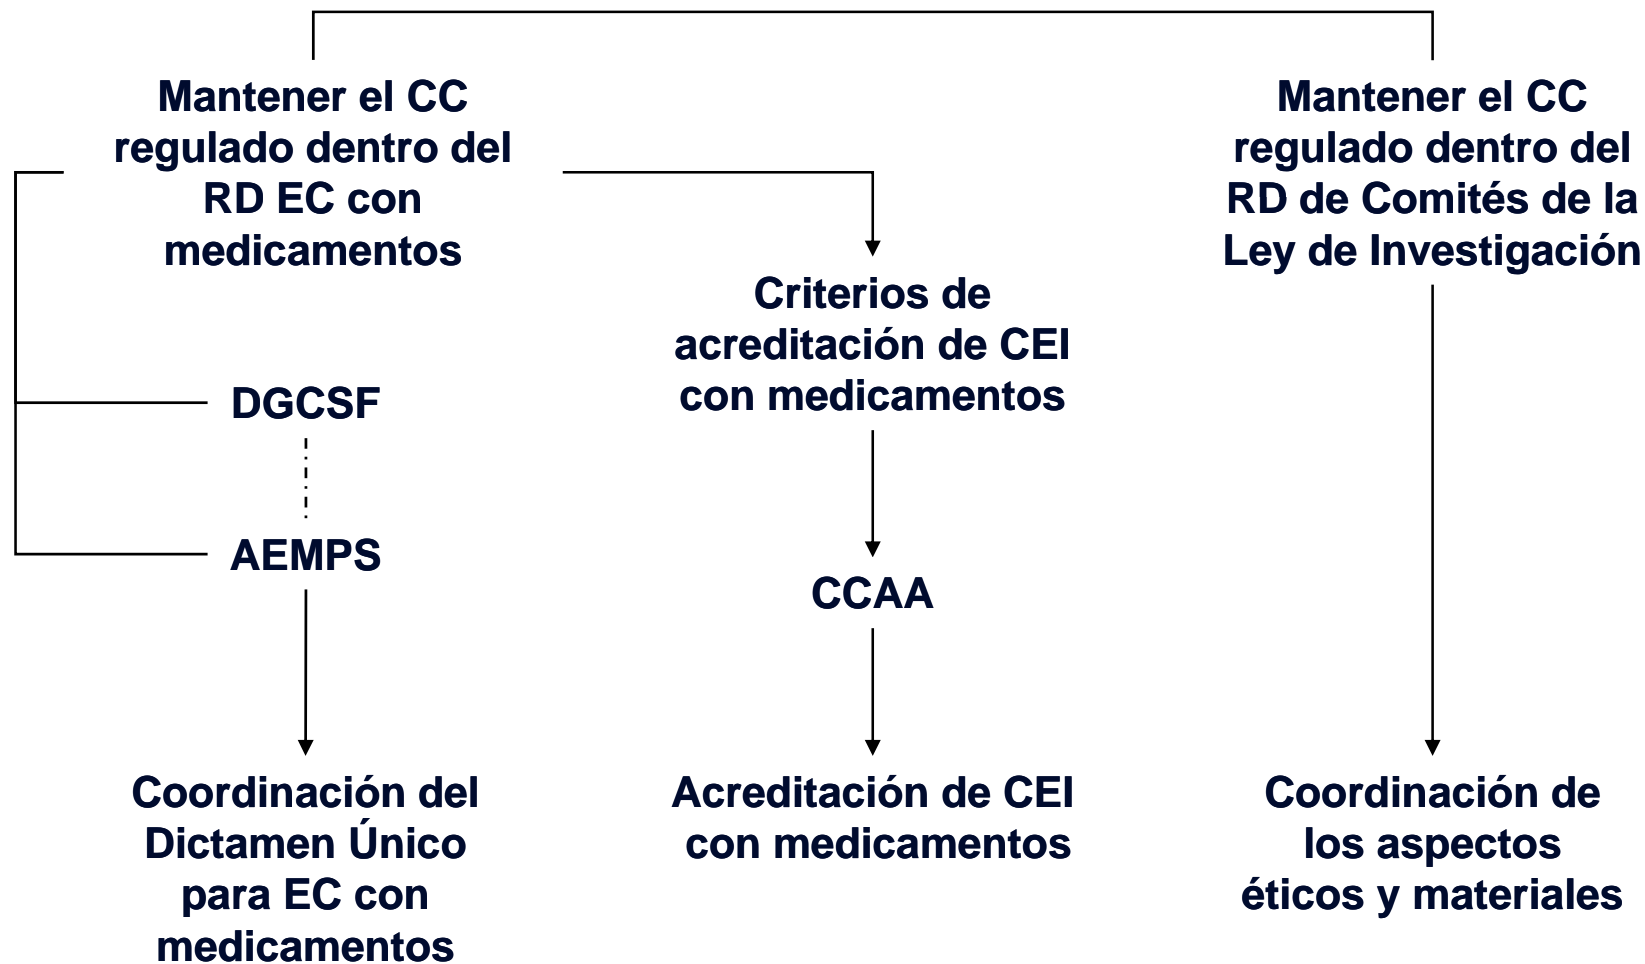 Mantener el CC
regulado dentro del
RD EC con
medicamentos
Mantener el CC
regulado dentro del
RD de Comités de la
Ley de Investigación
Criterios de
acreditación de CEI
con medicamentos
DGCSF
AEMPS
CCAA
Coordinación del
Dictamen Único
para EC con
medicamentos
Acreditación de CEI
con medicamentos
Coordinación de
los aspectos
éticos y materiales